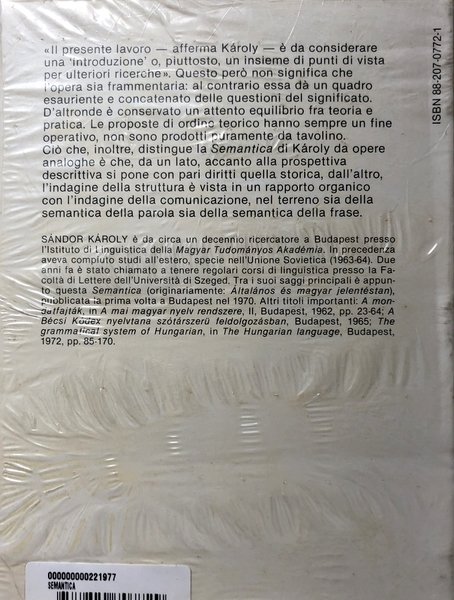 «Il presente lavoro — afferma Károly — è da considerare
una 'introduzione' o, piuttosto, un insieme di punti di vista
per ulteriori ricerche». Questo però non significa che
l'opera sia frammentaria: al contrario essa dà un quadro
esauriente e concatenato delle questioni del significato.
D'altronde è conservato un attento equilibrio fra teoria e
pratica. Le proposte di ordine teorico hanno sempre un fine
operativo, non sono prodotti puramente da tavolino.
Ciò che, inoltre, distingue la Semantica di Károly da opere
analoghe è che, da un lato, accanto alla prospettiva
descrittiva si pone con pari diritti quella storica, dall'altro,
l'indagine della struttura è vista in un rapporto organico
con l'indagine della comunicazione, nel terreno sia della
semantica della parola sia della semantica della frase.
SÁNDOR KÁROLY è da circa un decennio ricercatore a Budapest presso
l'Istituto di Linguistica della Magyar Tudományos Akadémia. In precedenza
aveva compiuto studi all'estero, specie nell'Unione Sovietica (1963-64). Due
anni fa è stato chiamato a tenere regolari corsi di linguistica presso la Fa-
coltà di Lettere dell'Università di Szeged. Tra i suoi saggi principali è appun-
to questa Semantica (originariamente: Általános és magyar jelentéstan),
pubblicata la prima volta a Budapest nel 1970. Altri titoli importanti: A mon-
datfajták, in A mai magyar nyelv rendszere, II, Budapest, 1962, pp. 23-64; A
Bécsi Kódex nyelvtana szótárszerű feldolgozásban, Budapest, 1965; The
grammatical system of Hungarian, in The Hungarian language, Budapest,
1972, pp. 85-170.
ISBN 88-207-0772-1
000000000221977
SEMANTICA